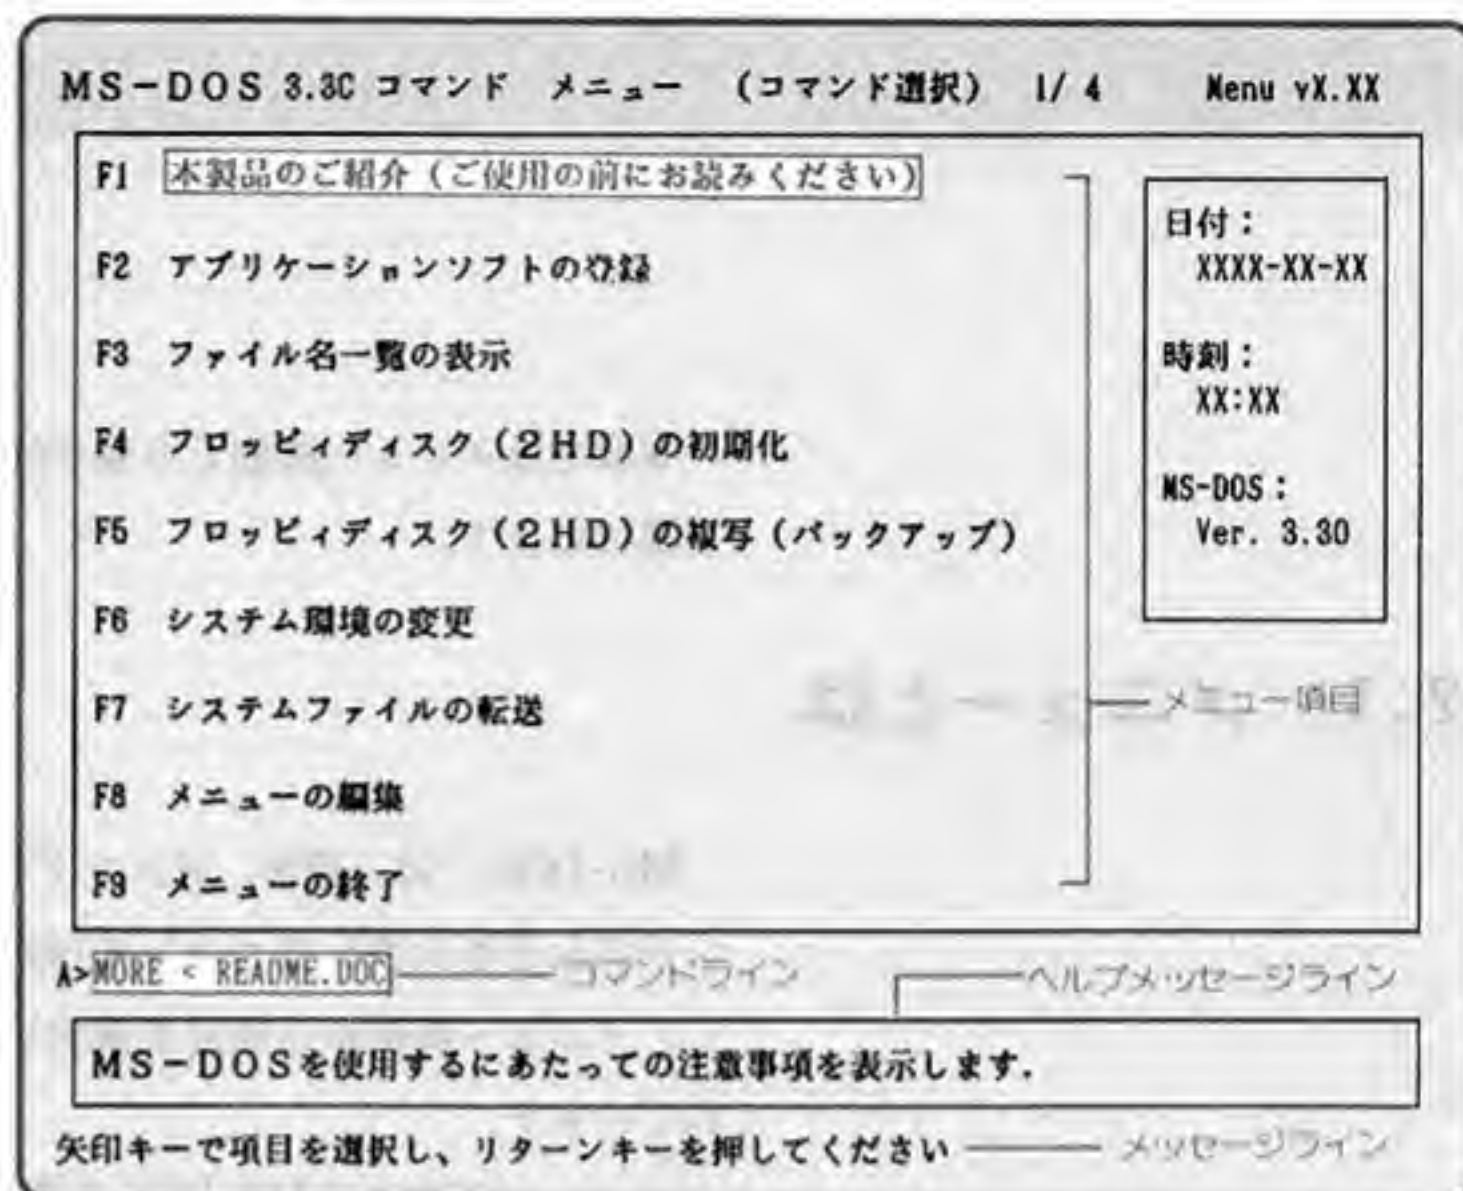 MS-DOS 3.3C コマンド メニュー (コマンド選択) 1/ 4 Menu vX.XX
F1 本製品のご紹介(ご使用の前にお読みください)
F2 アプリケーションソフトの登録
F3 ファイル名一覧の表示
F4 フロッピィディスク(2HD)の初期化
F5 フロッピィディスク(2HD)の複写(バックアップ)
F6 システム環境の変更
F7 システムファイルの転送
F8 メニューの編集
F9 メニューの終了
日付:
XXXX-XX-XX
時刻:
XX:XX
MS-DOS:
Ver. 3.30
メニュー項目
A>MORE < README.DOC コマンドライン
ヘルプメッセージライン
MS-DOSを使用するにあたっての注意事項を表示します.
矢印キーで項目を選択し、リターンキーを押してください メッセージライン